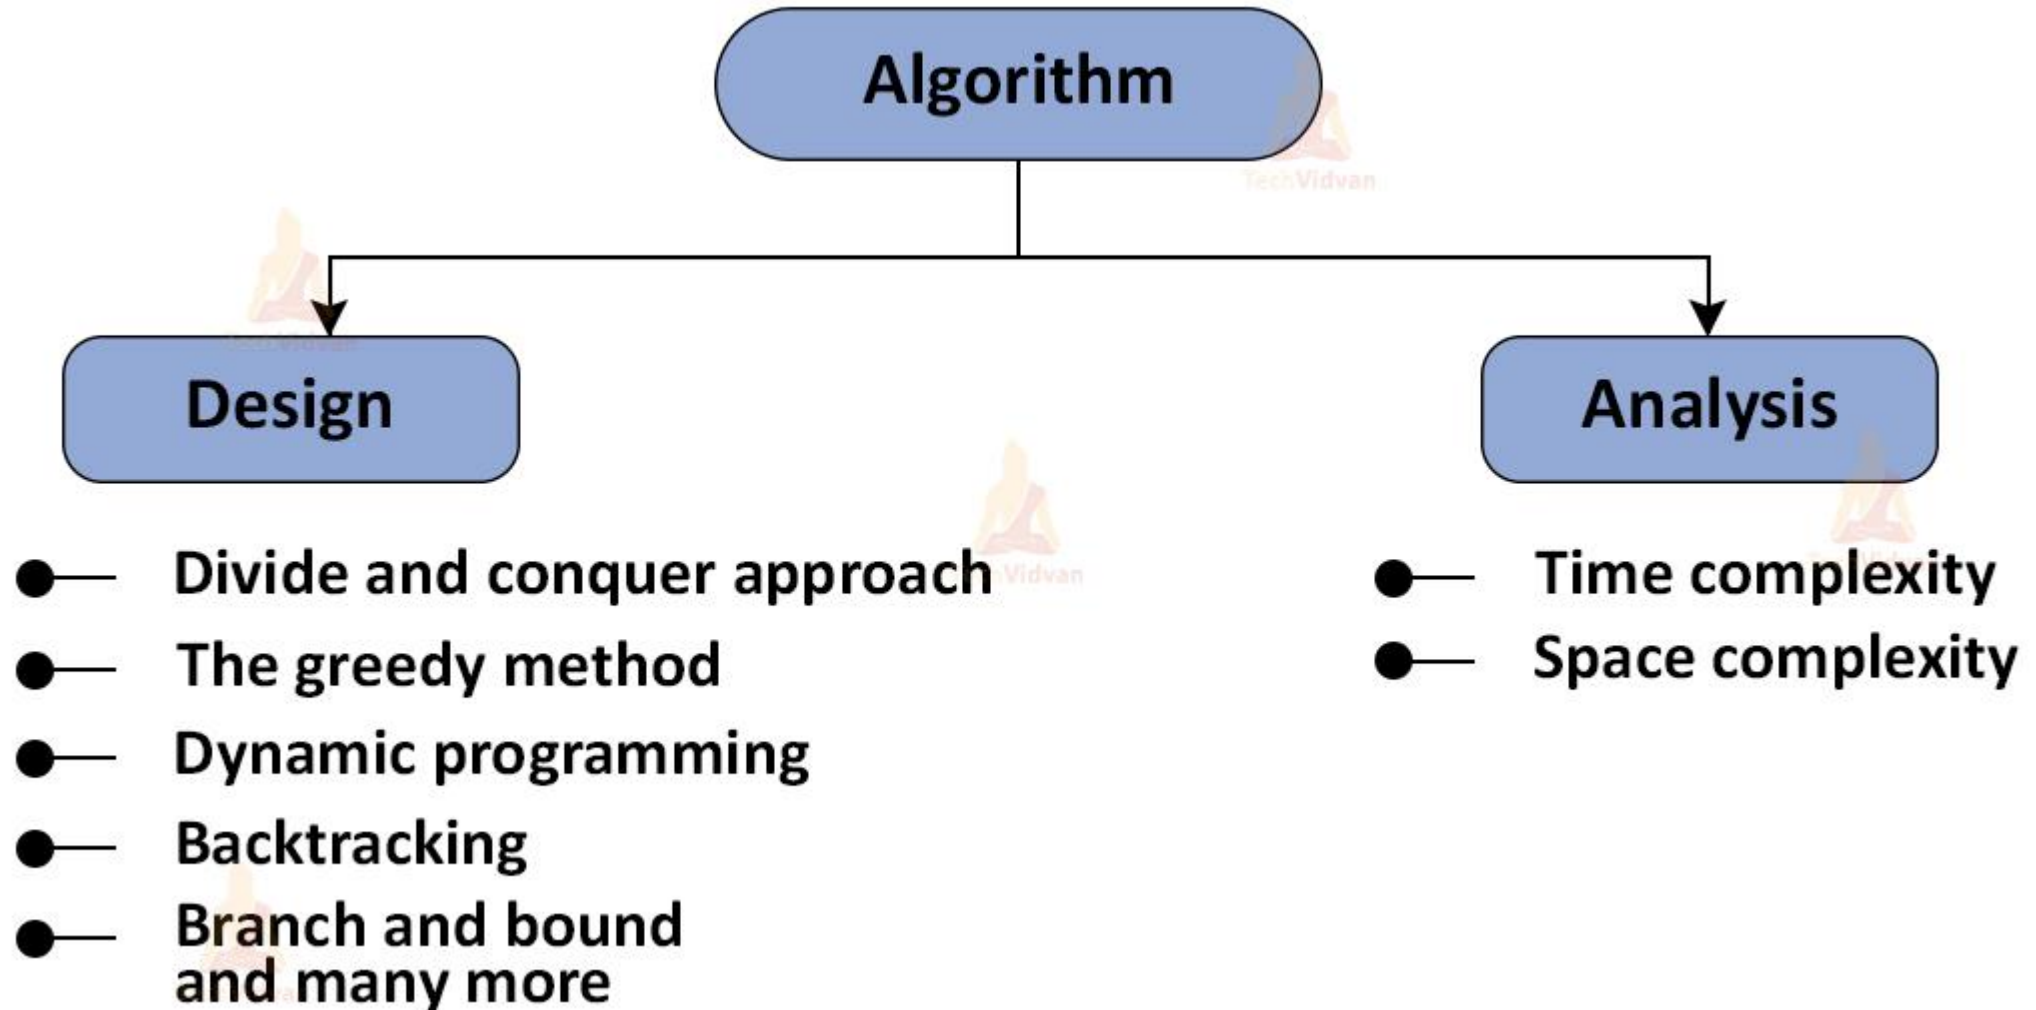 Algorithm
TechVidvan
Design
Analysis
Divide and conquer approach
The greedy method
Dynamic programming
Backtracking
Branch and bound
and many more
Time complexity
Space complexity